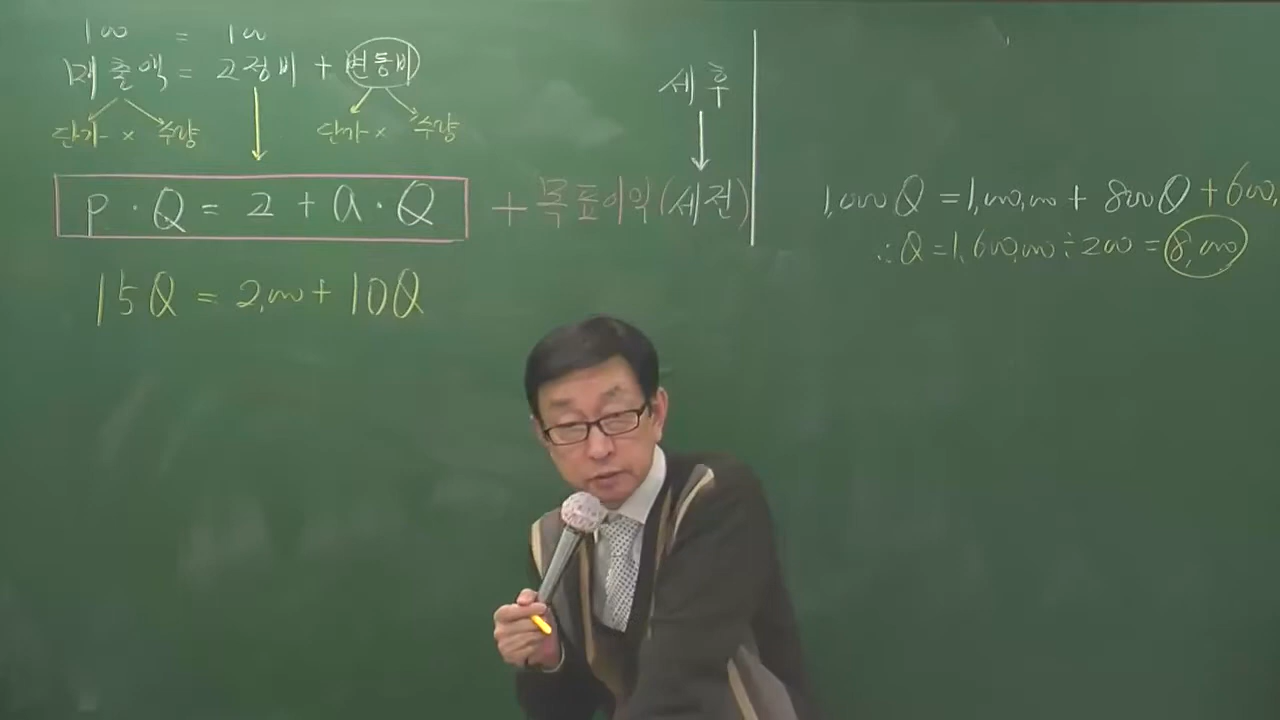 100 = 100
매출액 = 고정비 + 변동비
단가 × 수량 단가 × 수량
P · Q = 고 + a · Q + 목표이익 (세전)
15Q = 2,000 + 10Q
세후
1,000Q = 1,000,000 + 800Q + 600,
∴ Q = 1,600,000 ÷ 200 = 8,000